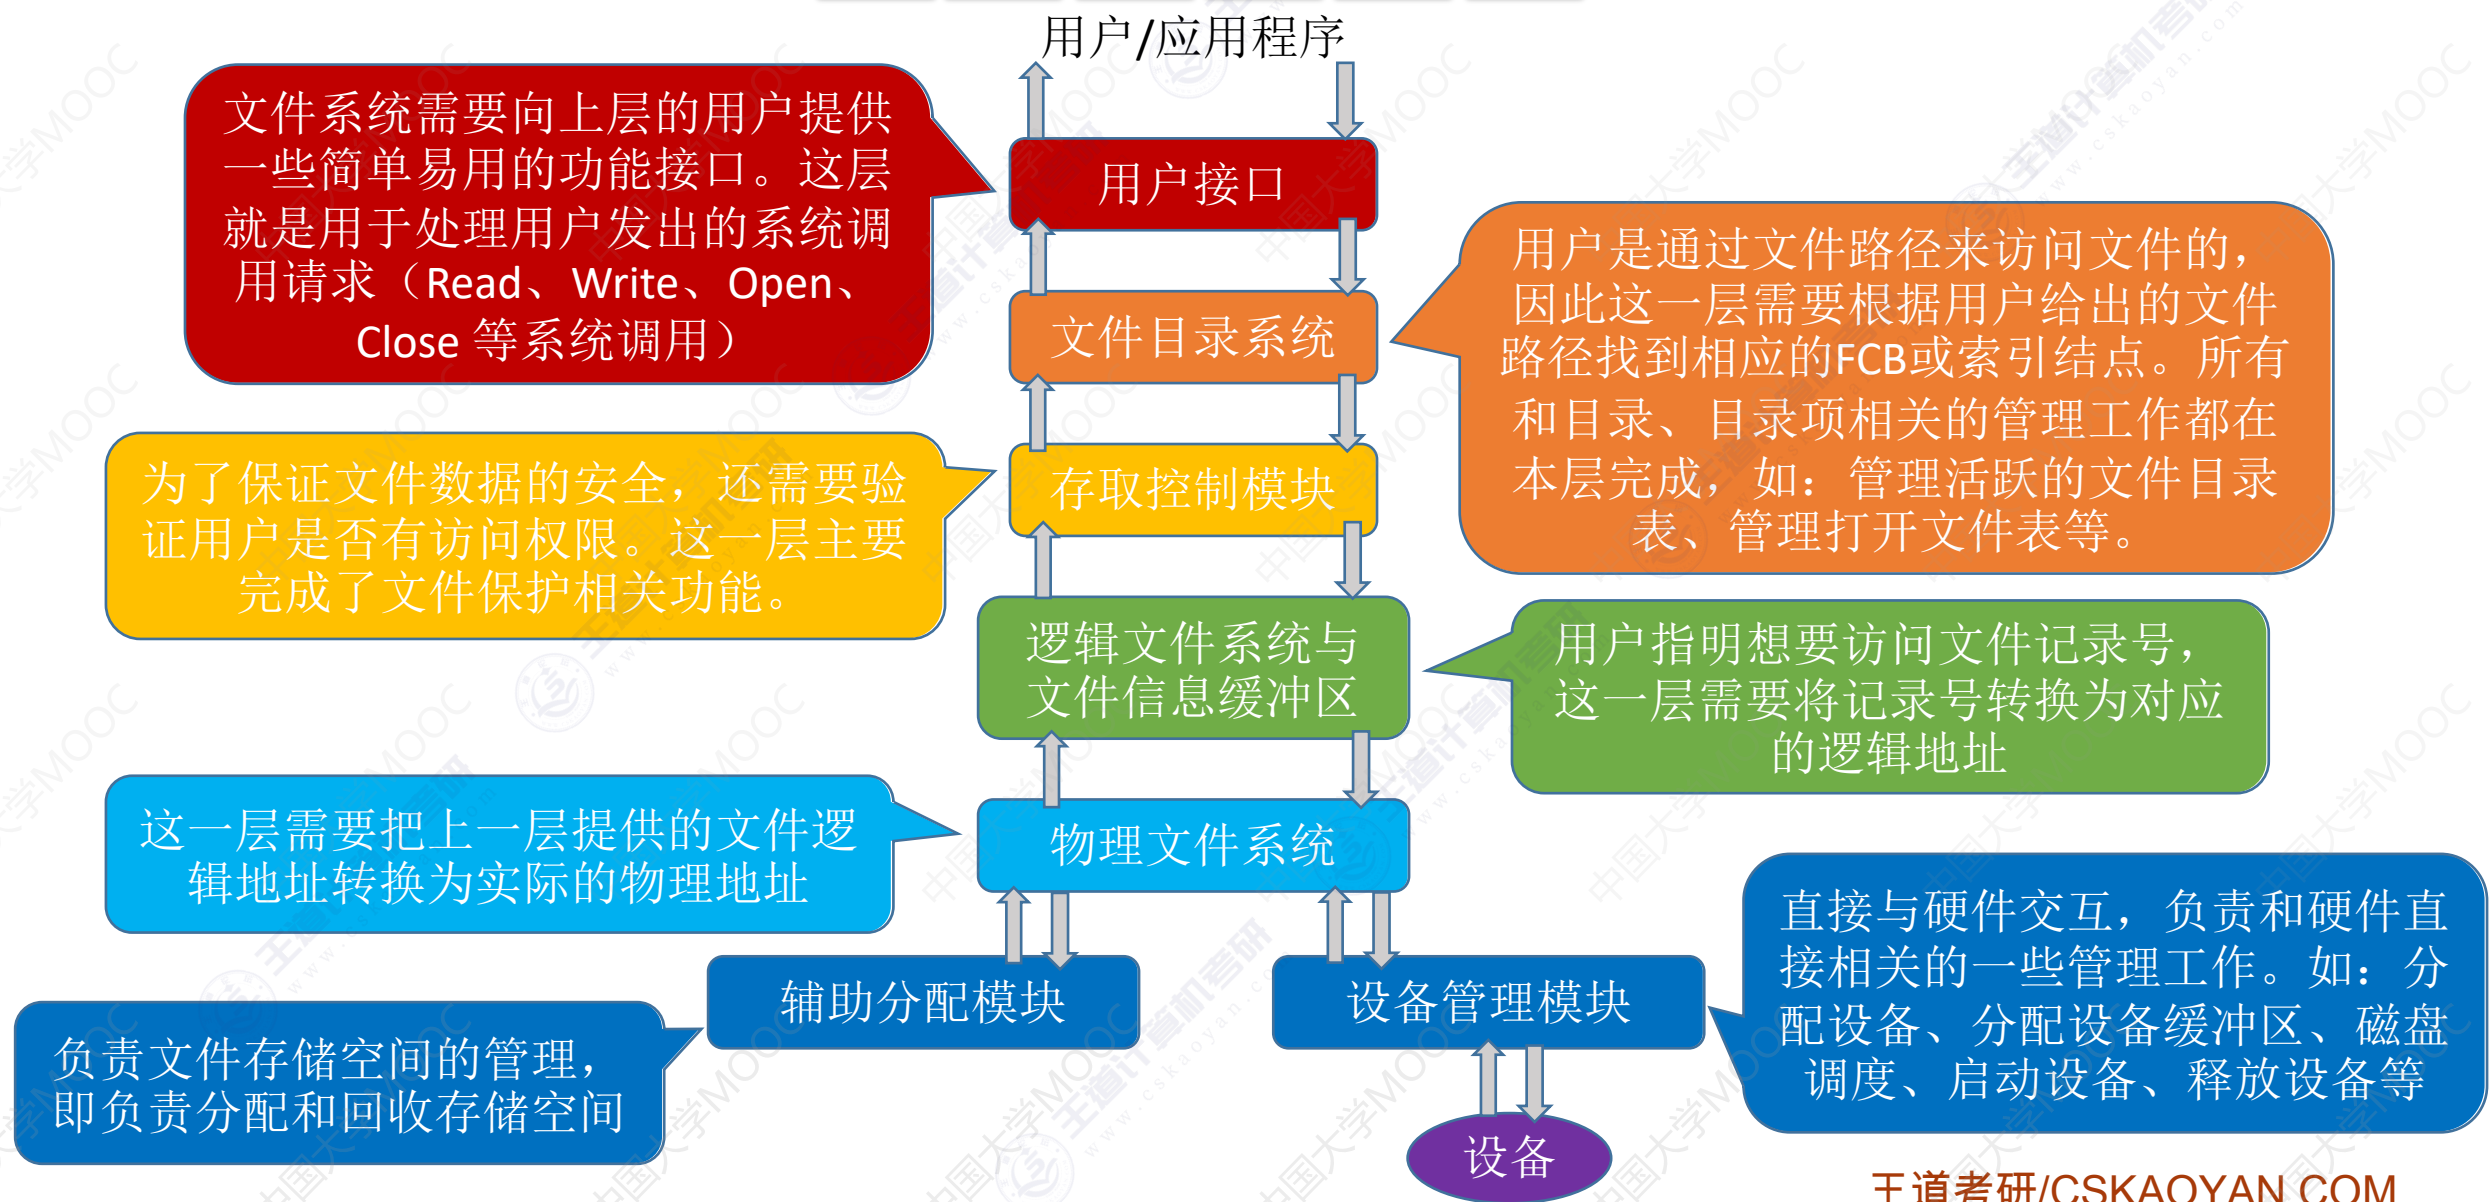 用户/应用程序
文件系统需要向上层的用户提供
一些简单易用的功能接口。这层
就是用于处理用户发出的系统调
用请求（Read、Write、Open、
Close 等系统调用）
用户接口
用户是通过文件路径来访问文件的，
因此这一层需要根据用户给出的文件
路径找到相应的FCB或索引结点。所有
和目录、目录项相关的管理工作都在
本层完成，如：管理活跃的文件目录
表、管理打开文件表等。
文件目录系统
为了保证文件数据的安全，还需要验
证用户是否有访问权限。这一层主要
完成了文件保护相关功能。
存取控制模块
逻辑文件系统与
文件信息缓冲区
用户指明想要访问文件记录号，
这一层需要将记录号转换为对应
的逻辑地址
这一层需要把上一层提供的文件逻
辑地址转换为实际的物理地址
物理文件系统
辅助分配模块
设备管理模块
直接与硬件交互，负责和硬件直
接相关的一些管理工作。如：分
配设备、分配设备缓冲区、磁盘
调度、启动设备、释放设备等
负责文件存储空间的管理，
即负责分配和回收存储空间
设备
王道考研/CSKAOYAN.COM